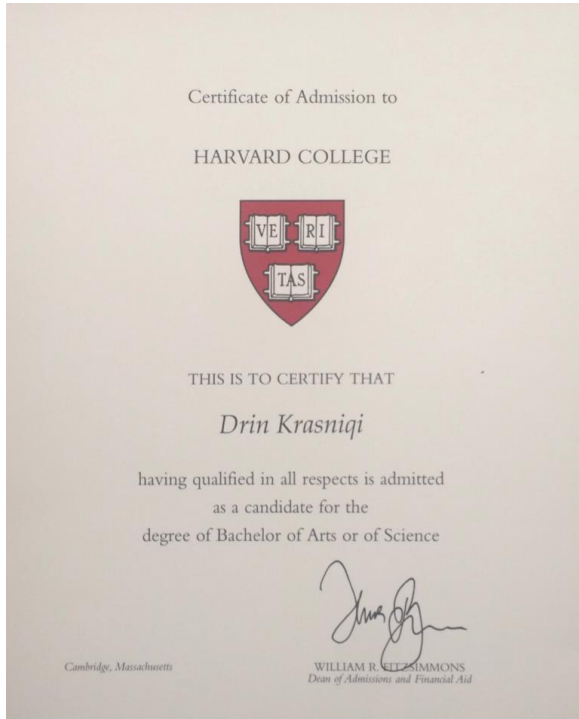 Certificate of Admission to
HARVARD COLLEGE
VE RI
TAS
THIS IS TO CERTIFY THAT
Drin Krasniqi
having qualified in all respects is admitted
as a candidate for the
degree of Bachelor of Arts or of Science
Cambridge, Massachusetts
WILLIAM R. FITZSIMMONS
Dean of Admissions and Financial Aid